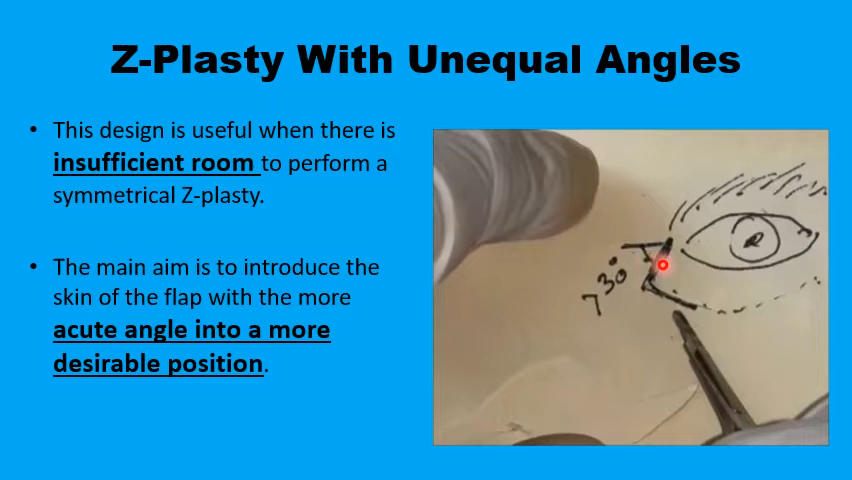 Z-Plasty With Unequal Angles
• This design is useful when there is
insufficient room to perform a
symmetrical Z-plasty.
• The main aim is to introduce the
skin of the flap with the more
acute angle into a more
desirable position.
730°